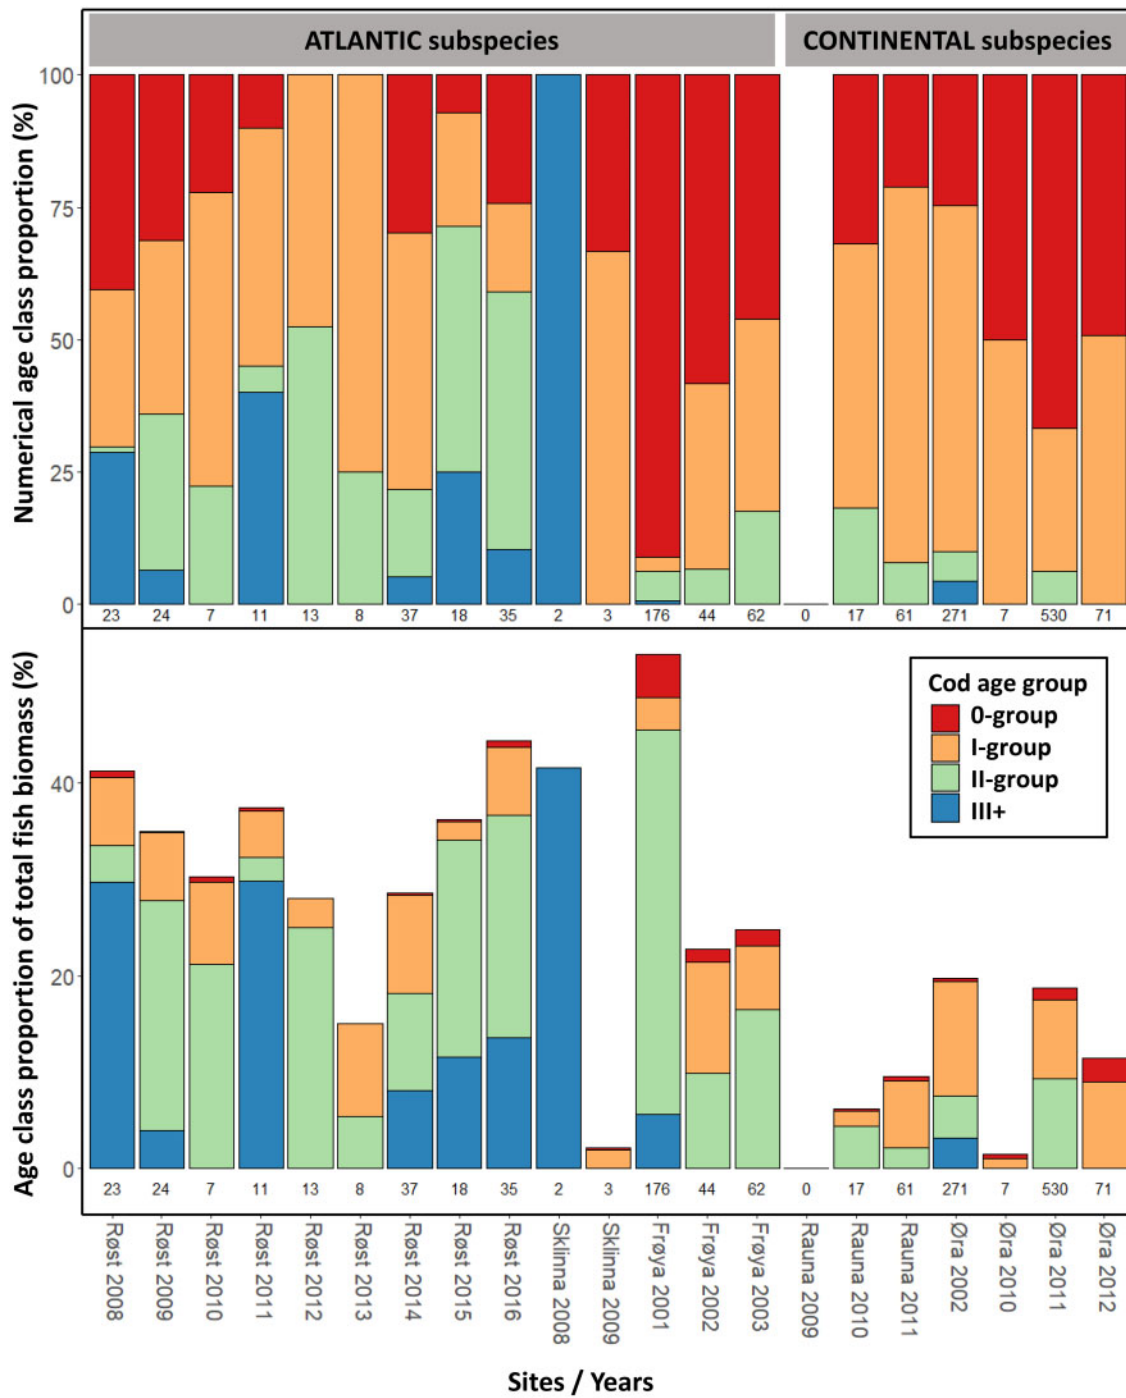 ATLANTIC subspecies
CONTINENTAL subspecies
Numerical age class proportion (%)
100
75
50
25
0
23 24 7 11 13 8 37 18 35 2 3 176 44 62 0 17 61 271 7 530 71
Age class proportion of total fish biomass (%)
40
20
0
Cod age group
0-group
I-group
II-group
III+
23 24 7 11 13 8 37 18 35 2 3 176 44 62 0 17 61 271 7 530 71
Røst 2008
Røst 2009
Røst 2010
Røst 2011
Røst 2012
Røst 2013
Røst 2014
Røst 2015
Røst 2016
Sklinna 2008
Sklinna 2009
Frøya 2001
Frøya 2002
Frøya 2003
Rauna 2009
Rauna 2010
Rauna 2011
Øra 2002
Øra 2010
Øra 2011
Øra 2012
Sites / Years